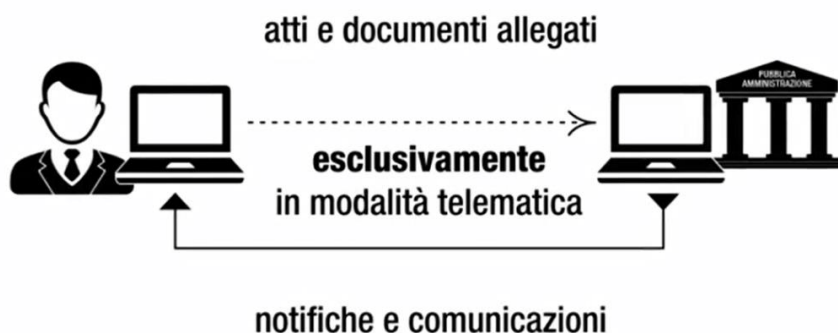 atti e documenti allegati
PUBBLICA
AMMINISTRAZIONE
esclusivamente
in modalità telematica
notifiche e comunicazioni